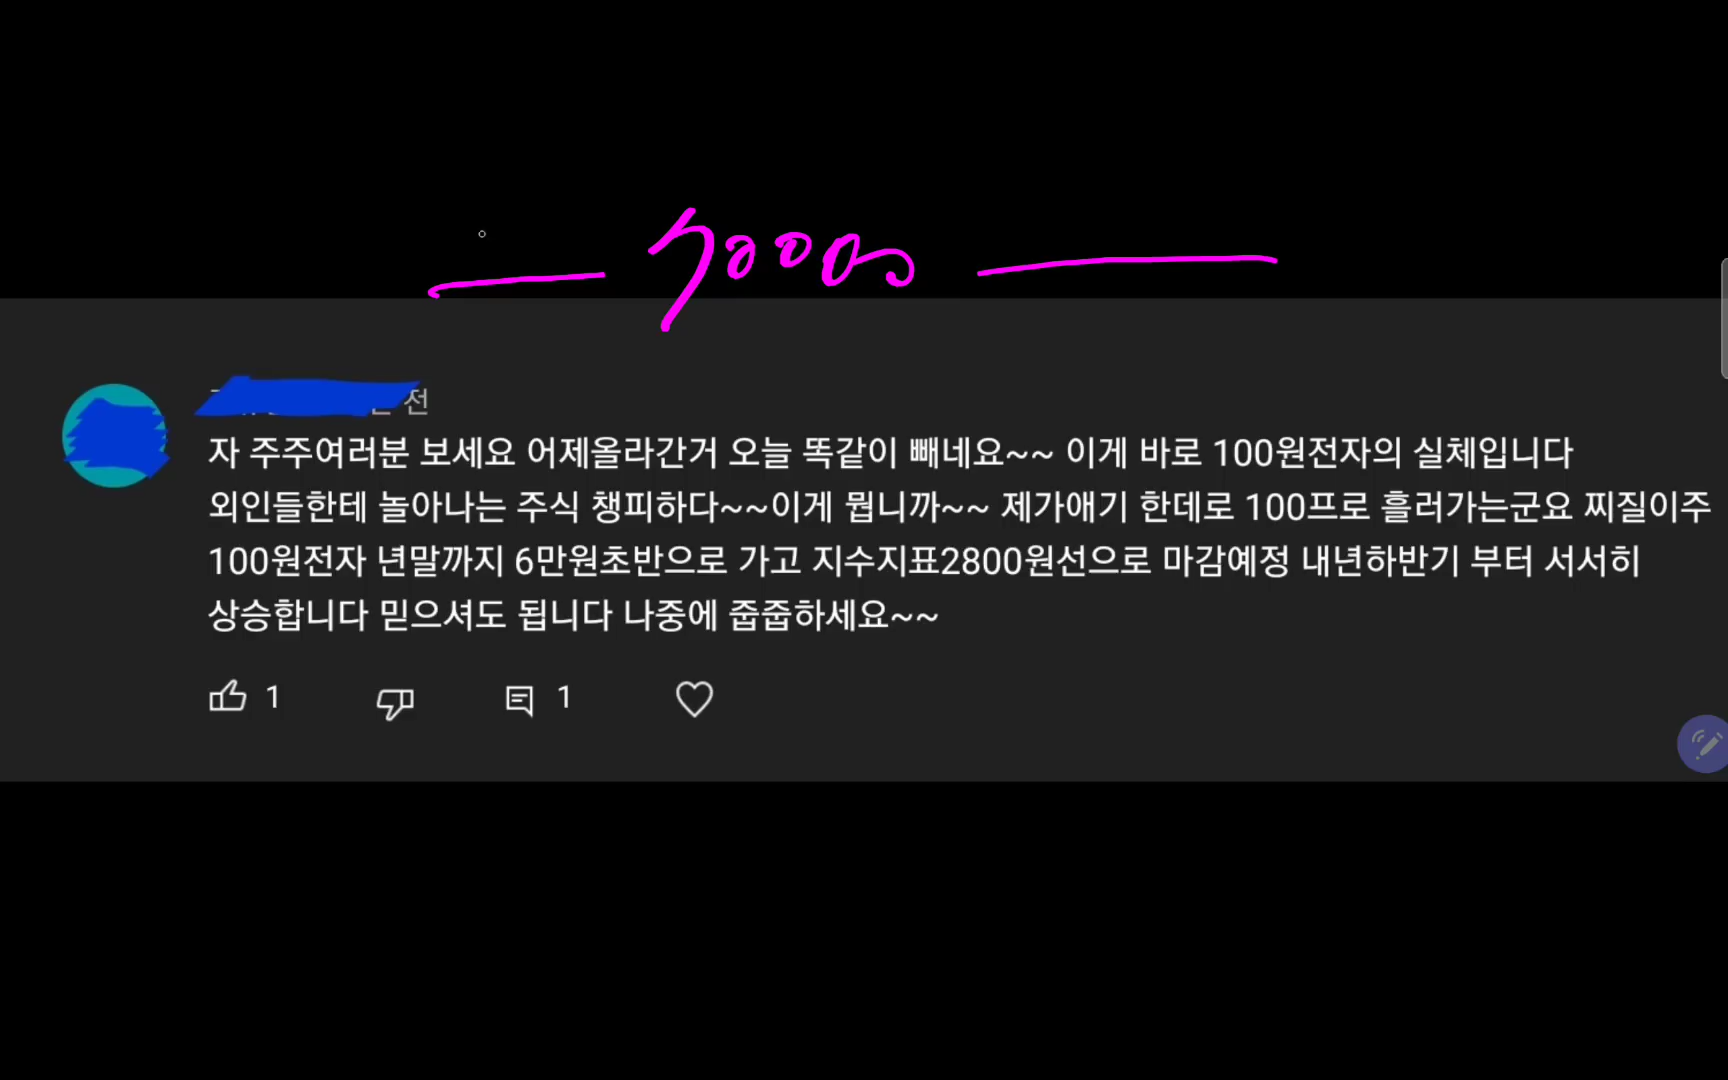 전
자 주주여러분 보세요 어제올라간거 오늘 똑같이 빼네요~~ 이게 바로 100원전자의 실체입니다
외인들한테 놀아나는 주식 챙피하다~~이게 뭡니까~~ 제가얘기 한데로 100프로 흘러가는군요 찌질이주
100원전자 년말까지 6만원초반으로 가고 지수지표2800원선으로 마감예정 내년하반기 부터 서서히
상승합니다 믿으셔도 됩니다 나중에 줍줍하세요~~
1 1